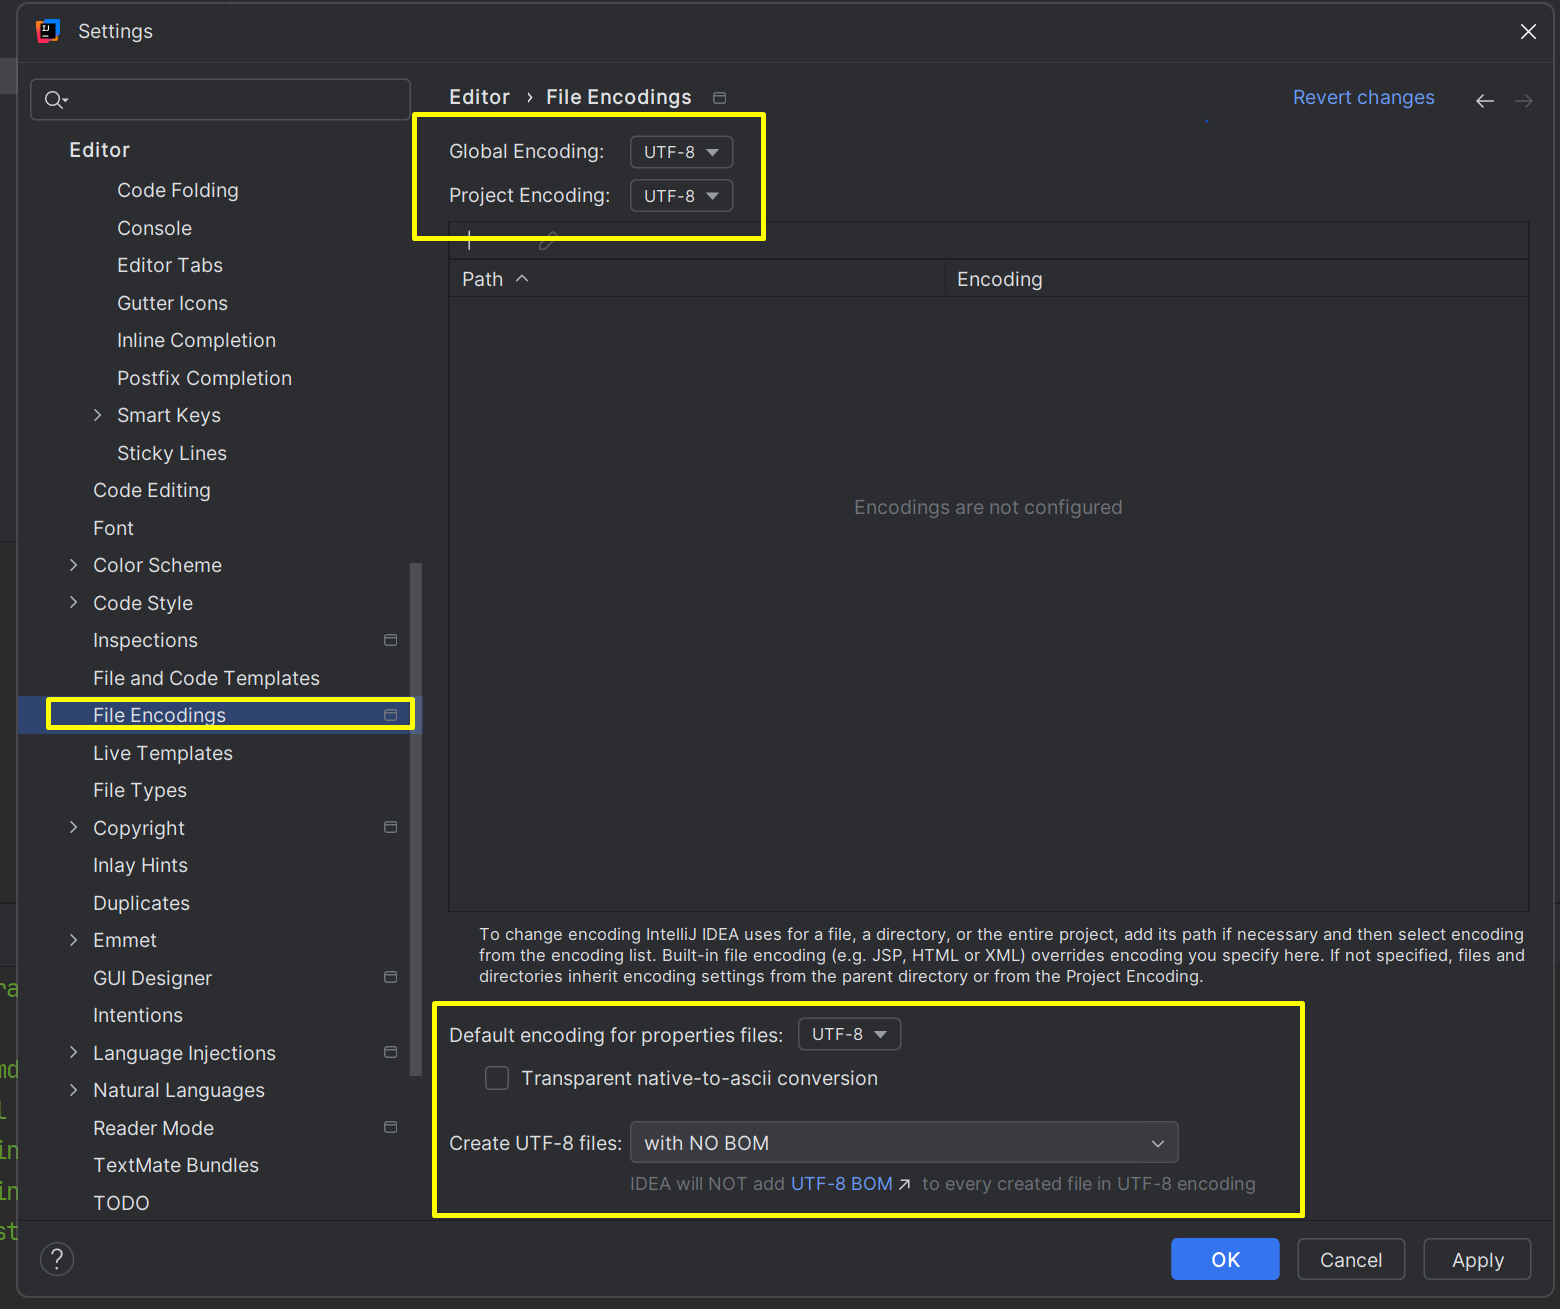 Settings
Editor › File Encodings
Revert changes
Editor
Code Folding
Console
Editor Tabs
Gutter Icons
Inline Completion
Postfix Completion
Smart Keys
Sticky Lines
Code Editing
Font
Color Scheme
Code Style
Inspections
File and Code Templates
File Encodings
Live Templates
File Types
Copyright
Inlay Hints
Duplicates
Emmet
GUI Designer
Intentions
Language Injections
Natural Languages
Reader Mode
TextMate Bundles
TODO
Global Encoding: UTF-8
Project Encoding: UTF-8
Path Encoding
Encodings are not configured
To change encoding IntelliJ IDEA uses for a file, a directory, or the entire project, add its path if necessary and then select encoding
from the encoding list. Built-in file encoding (e.g. JSP, HTML or XML) overrides encoding you specify here. If not specified, files and
directories inherit encoding settings from the parent directory or from the Project Encoding.
Default encoding for properties files: UTF-8
Transparent native-to-ascii conversion
Create UTF-8 files: with NO BOM
IDEA will NOT add UTF-8 BOM ↗ to every created file in UTF-8 encoding
?
OK
Cancel
Apply